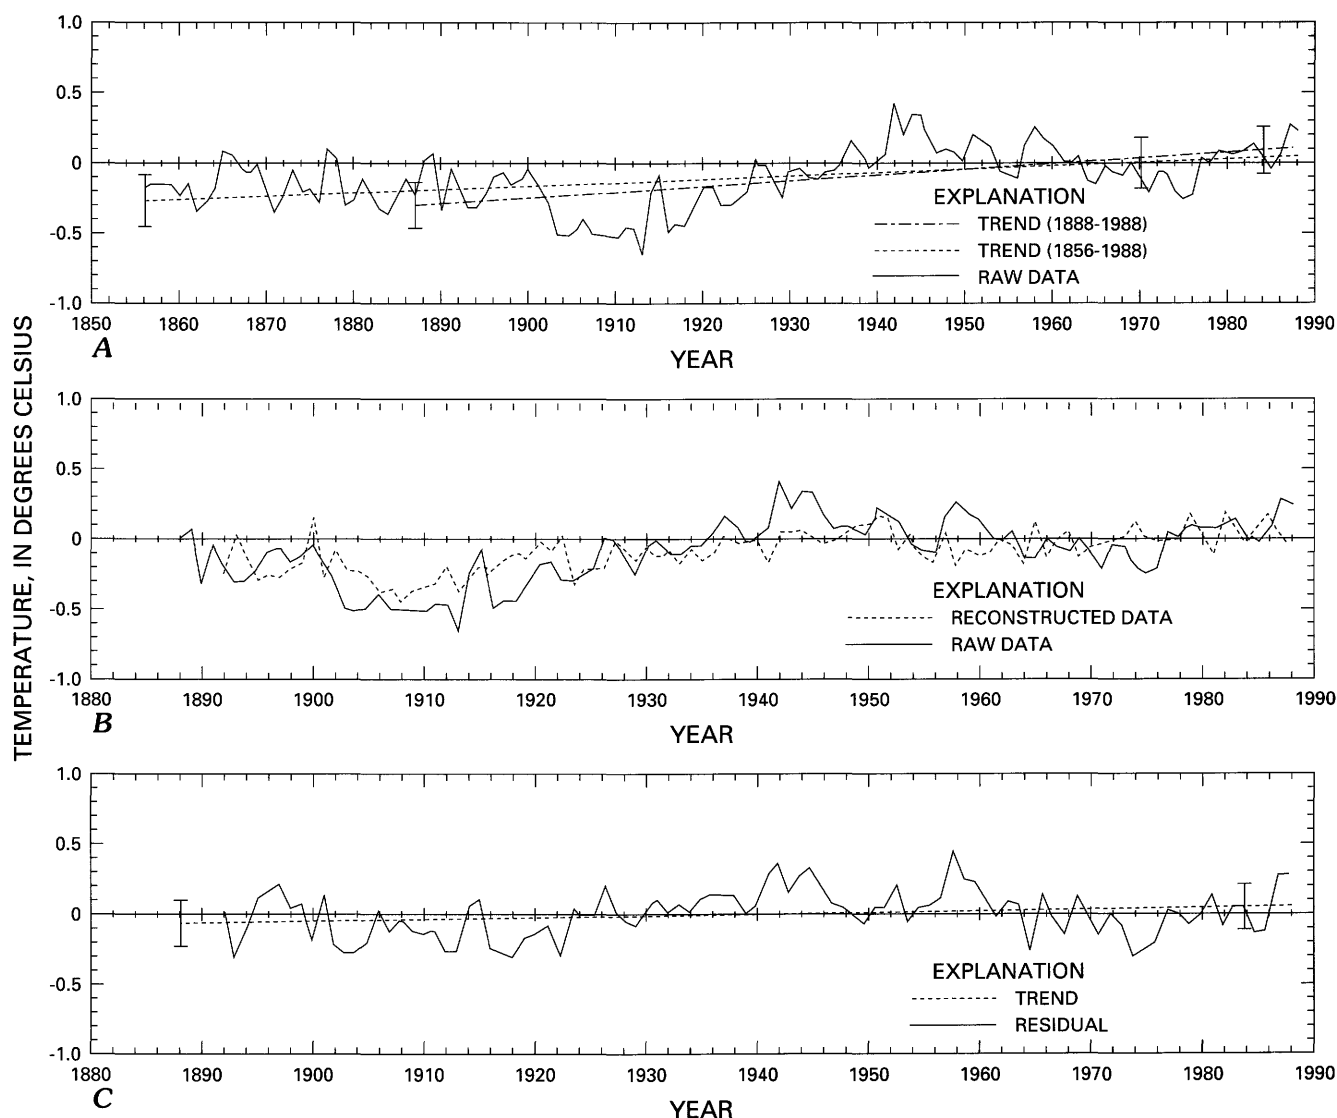 TEMPERATURE, IN DEGREES CELSIUS
1.0
0.5
0
-0.5
-1.0
EXPLANATION
TREND (1888-1988)
TREND (1856-1988)
RAW DATA
1850 1860 1870 1880 1890 1900 1910 1920 1930 1940 1950 1960 1970 1980 1990
A
YEAR
1.0
0.5
0
-0.5
-1.0
EXPLANATION
RECONSTRUCTED DATA
RAW DATA
1880 1890 1900 1910 1920 1930 1940 1950 1960 1970 1980 1990
B
YEAR
1.0
0.5
0
-0.5
-1.0
EXPLANATION
TREND
RESIDUAL
1880 1890 1900 1910 1920 1930 1940 1950 1960 1970 1980 1990
C
YEAR